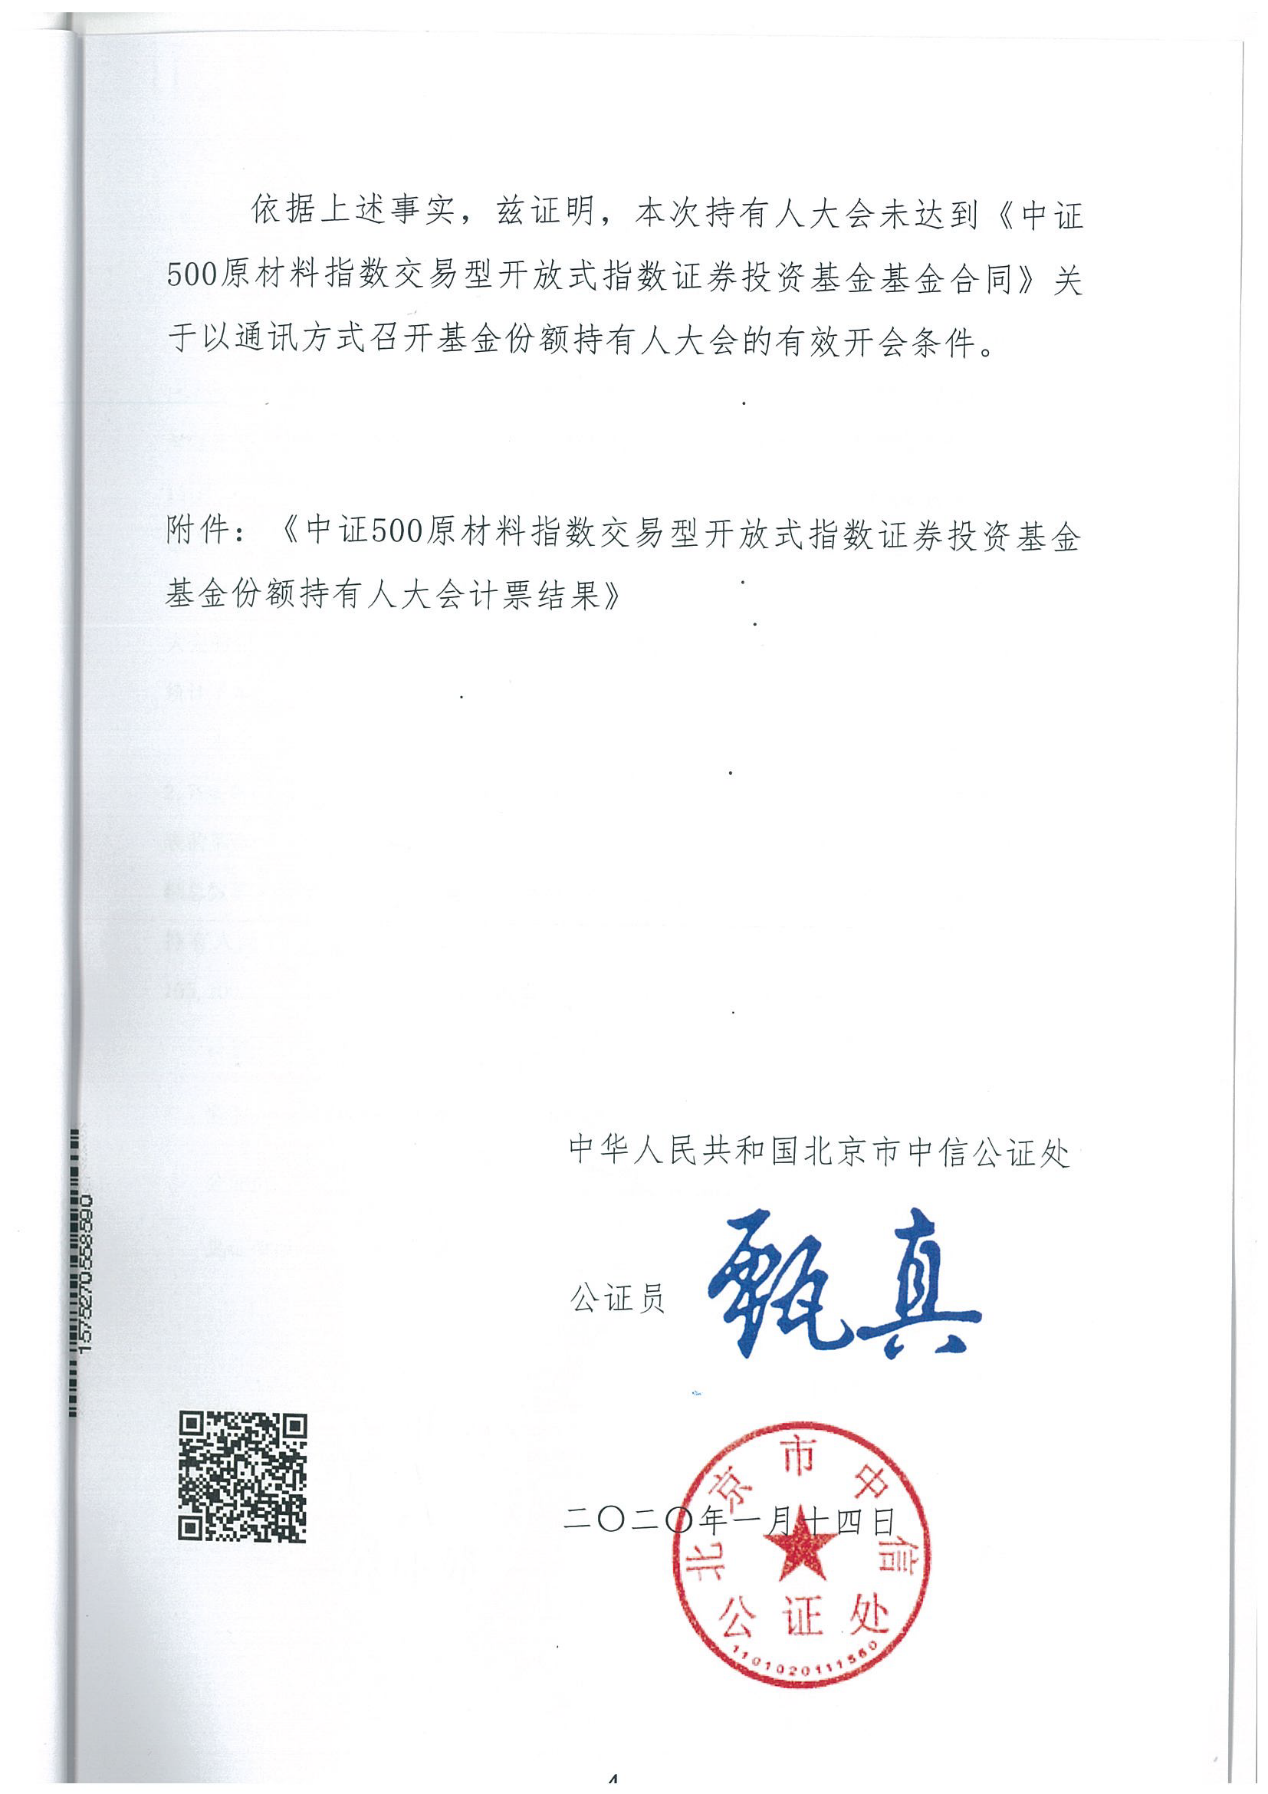 依据上述事实，兹证明，本次持有人大会未达到《中证
500原材料指数交易型开放式指数证券投资基金基金合同》关
于以通讯方式召开基金份额持有人大会的有效开会条件。
附件：《中证500原材料指数交易型开放式指数证券投资基金
基金份额持有人大会计票结果》
中华人民共和国北京市中信公证处
公证员 甄真
二〇二〇年一月十四日
北京市中信
公证处
1101020111560
1575270558590
4